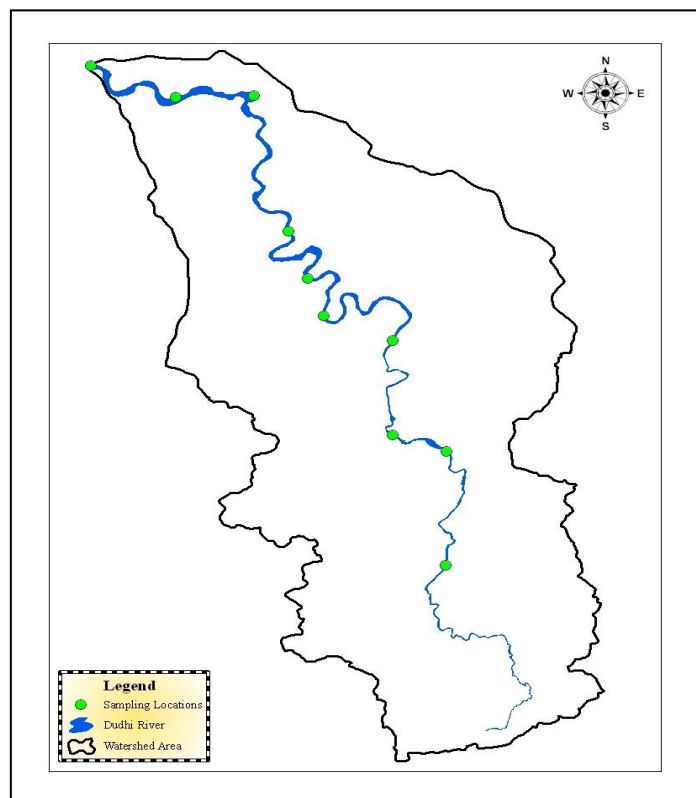 N
W E
S
Legend
Sampling Locations
Dudhi River
Watershed Area